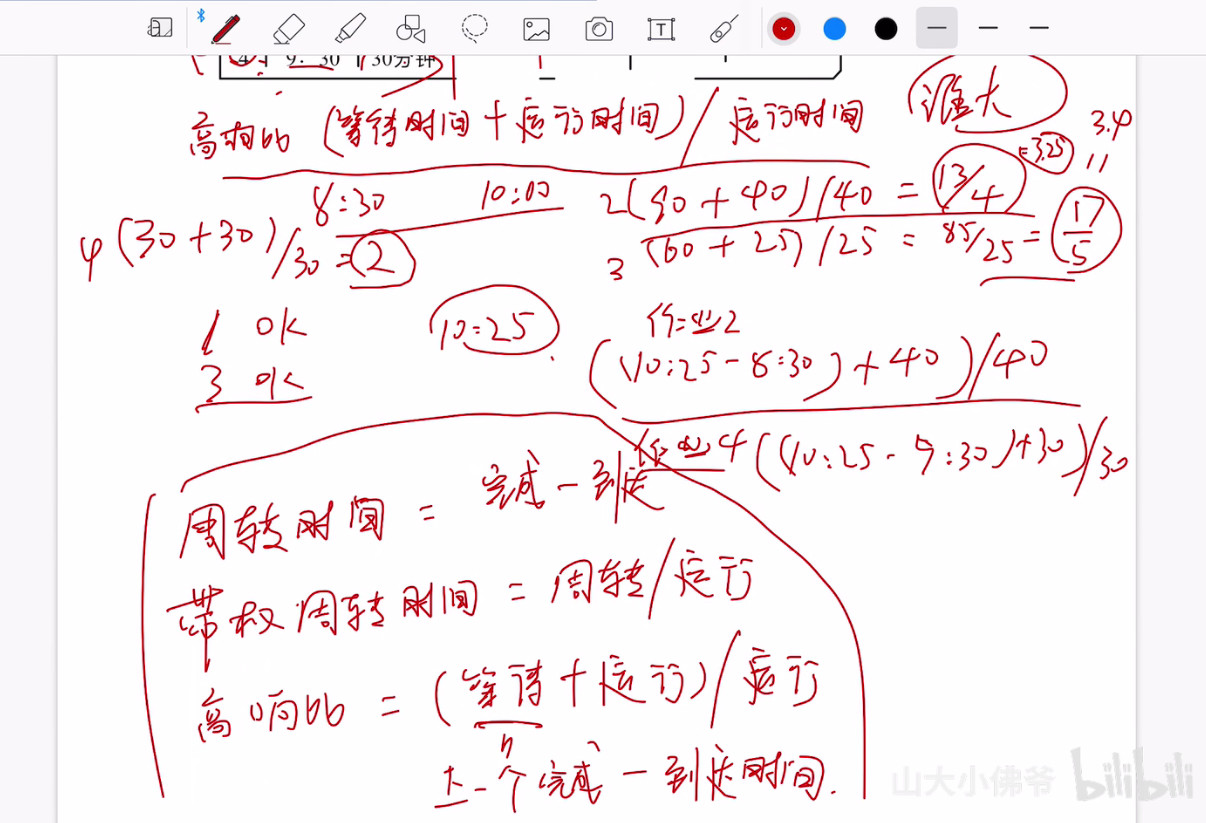 4 9:30 30分钟
高响比 (等待时间+运行时间)/运行时间
谁大
8:30 10:00
2(90+40)/40=13/4=3.25
3.4
4(30+30)/30=2
3(60+25)/25=85/25=17/5
1 ok
3 ok
10:25
作业2
(10:25-8:30)+40)/40
作业4((10:25-9:30)+30)/30
周转时间=完成-到达
带权周转时间=周转/运行
高响比=(等待+运行)/运行
上一个完成-到达时间.
山大小佛爷 bilibili